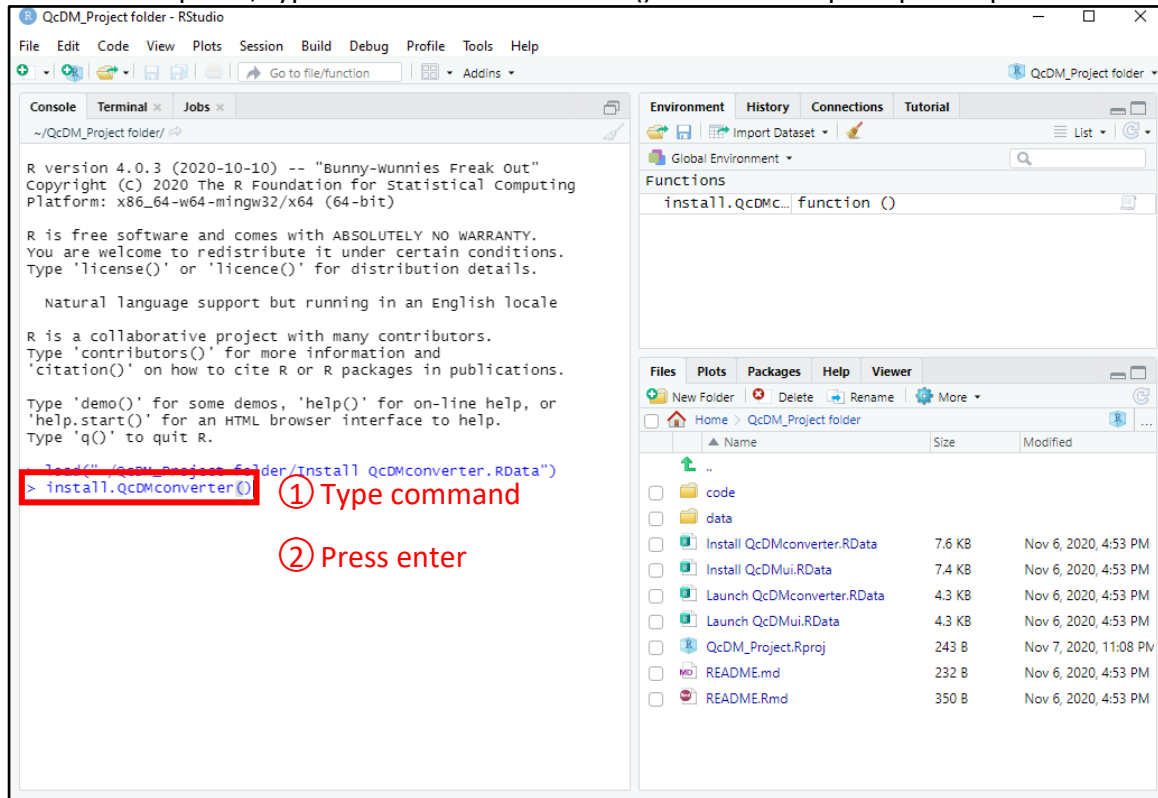 QcDM_Project folder - RStudio
File Edit Code View Plots Session Build Debug Profile Tools Help
Go to file/function Addins QcDM_Project folder
Console Terminal Jobs
~/QcDM_Project folder/
R version 4.0.3 (2020-10-10) -- "Bunny-Wunnies Freak Out"
Copyright (C) 2020 The R Foundation for Statistical Computing
Platform: x86_64-w64-mingw32/x64 (64-bit)
R is free software and comes with ABSOLUTELY NO WARRANTY.
You are welcome to redistribute it under certain conditions.
Type 'license()' or 'licence()' for distribution details.
Natural language support but running in an English locale
R is a collaborative project with many contributors.
Type 'contributors()' for more information and
'citation()' on how to cite R or R packages in publications.
Type 'demo()' for some demos, 'help()' for on-line help, or
'help.start()' for an HTML browser interface to help.
Type 'q()' to quit R.
> load("~/QcDM_Project folder/Install QcDMconverter.RData")
> install.QcDMconverter()
① Type command
② Press enter
Environment History Connections Tutorial
Import Dataset List
Global Environment
Functions
install.QcDMc… function ()
Files Plots Packages Help Viewer
New Folder Delete Rename More
Home > QcDM_Project folder
Name Size Modified
..
code
data
Install QcDMconverter.RData 7.6 KB Nov 6, 2020, 4:53 PM
Install QcDMui.RData 7.4 KB Nov 6, 2020, 4:53 PM
Launch QcDMconverter.RData 4.3 KB Nov 6, 2020, 4:53 PM
Launch QcDMui.RData 4.3 KB Nov 6, 2020, 4:53 PM
QcDM_Project.Rproj 243 B Nov 7, 2020, 11:08 PM
README.md 232 B Nov 6, 2020, 4:53 PM
README.Rmd 350 B Nov 6, 2020, 4:53 PM